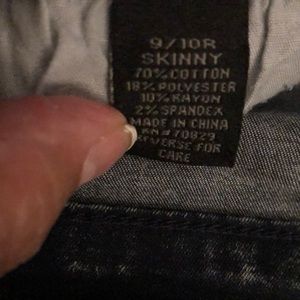 9/10R
SKINNY
70% COTTON
18% POLYESTER
10% RAYON
2% SPANDEX
MADE IN CHINA
RN# 70829
REVERSE FOR
CARE